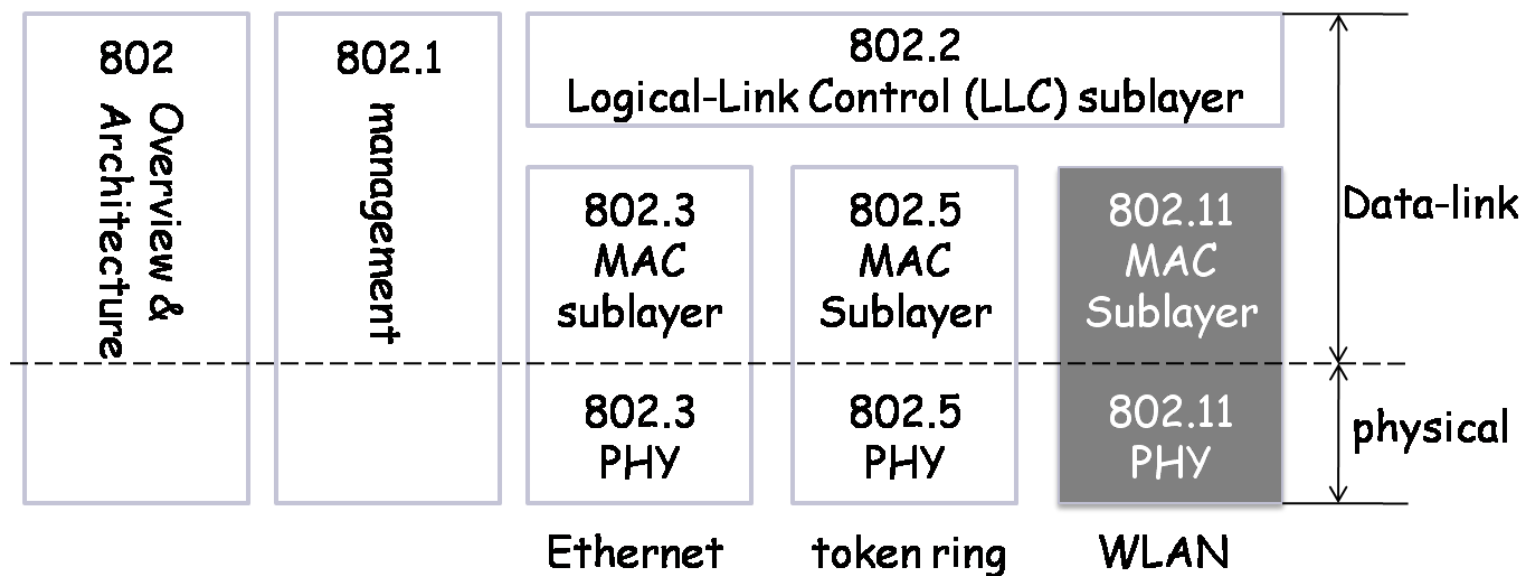 802
Overview &
Architecture
802.1
management
802.2
Logical-Link Control (LLC) sublayer
802.3
MAC
sublayer
802.5
MAC
Sublayer
802.11
MAC
Sublayer
Data-link
802.3
PHY
802.5
PHY
802.11
PHY
physical
Ethernet
token ring
WLAN